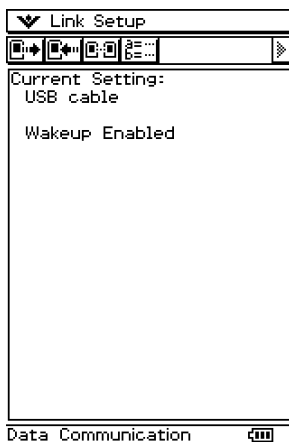 Link Setup
Current Setting:
USB cable
Wakeup Enabled
Data Communication